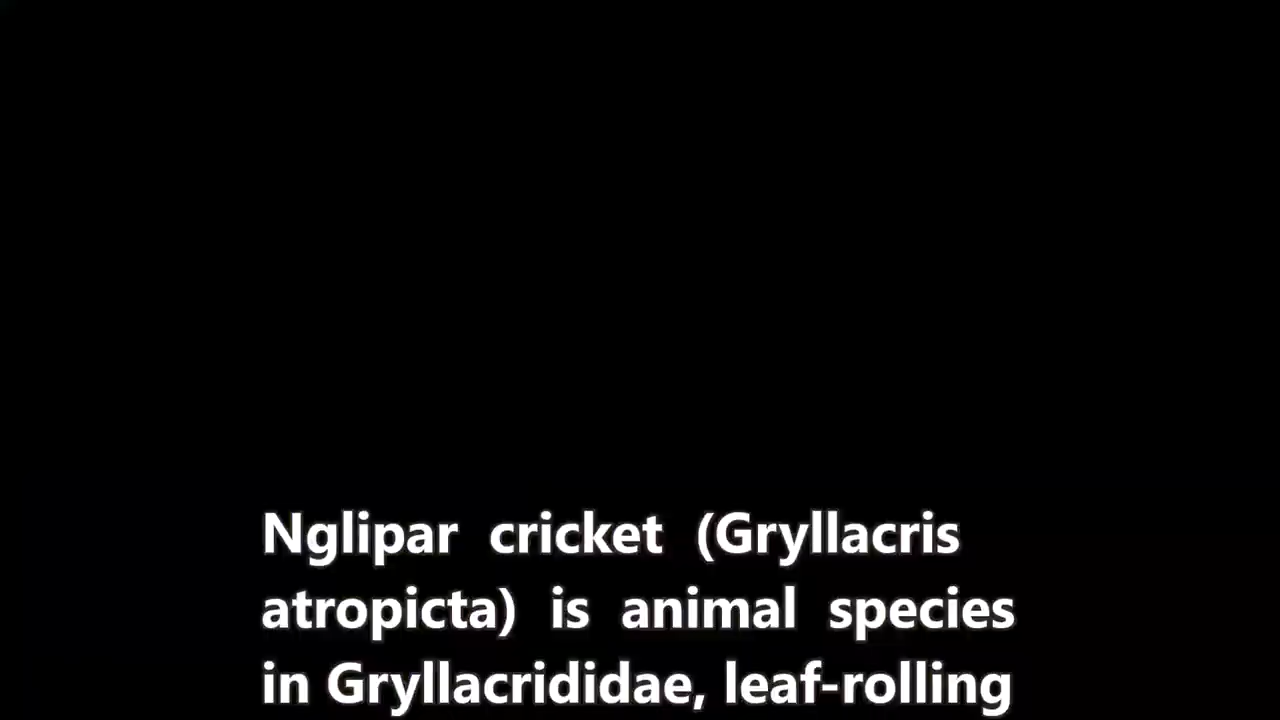 Nglipar cricket (Gryllacris
atropicta) is animal species
in Gryllacrididae, leaf-rolling